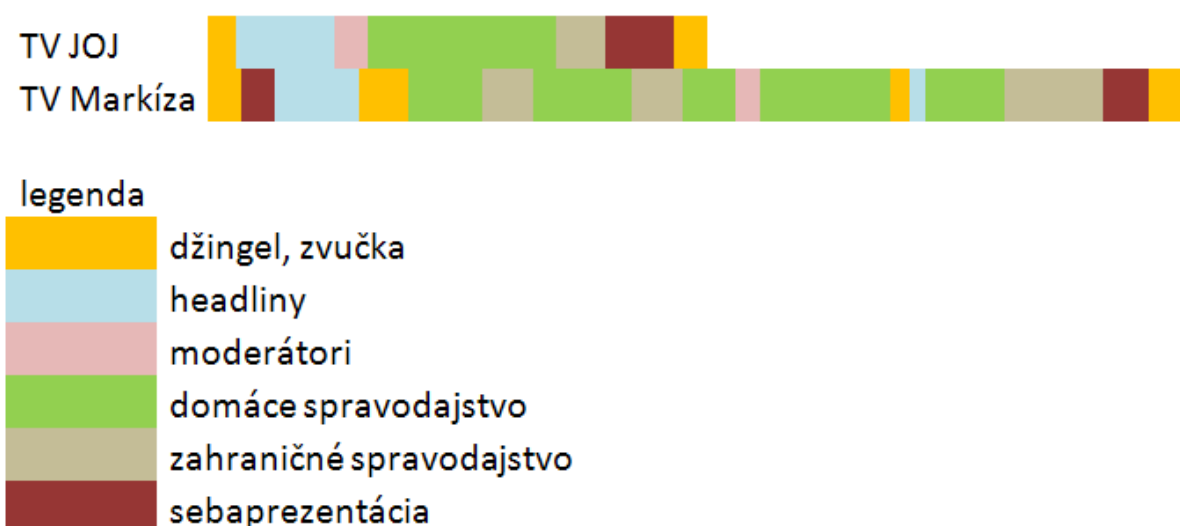 TV JOJ
TV Markíza
legenda
džingel, zvučka
headliny
moderátori
domáce spravodajstvo
zahraničné spravodajstvo
sebaprezentácia